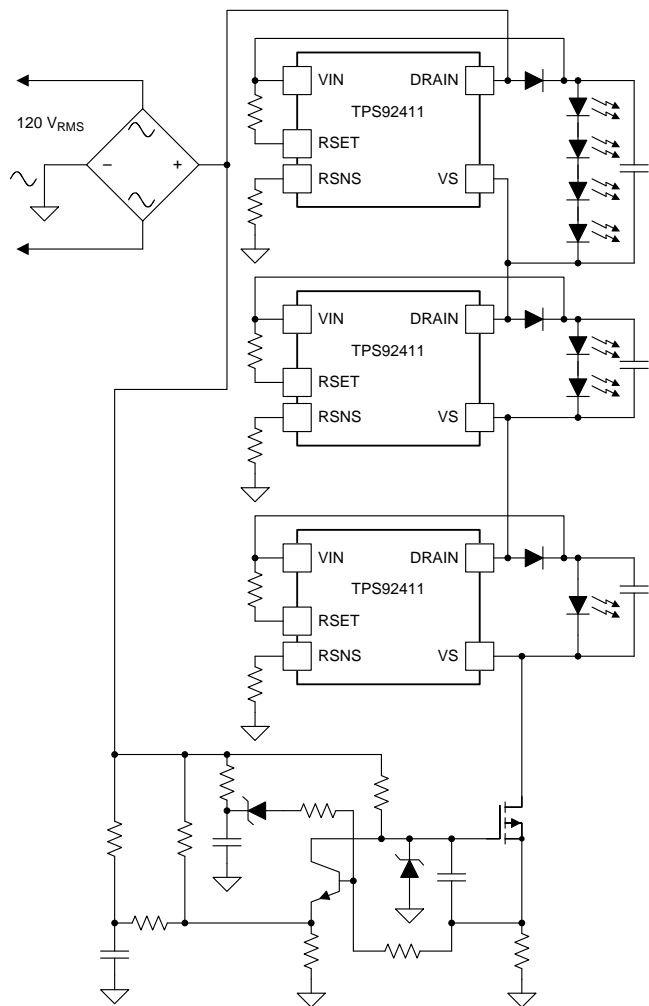 120 VRMS
− +
VIN DRAIN
TPS92411
RSET
RSNS VS
VIN DRAIN
TPS92411
RSET
RSNS VS
VIN DRAIN
TPS92411
RSET
RSNS VS